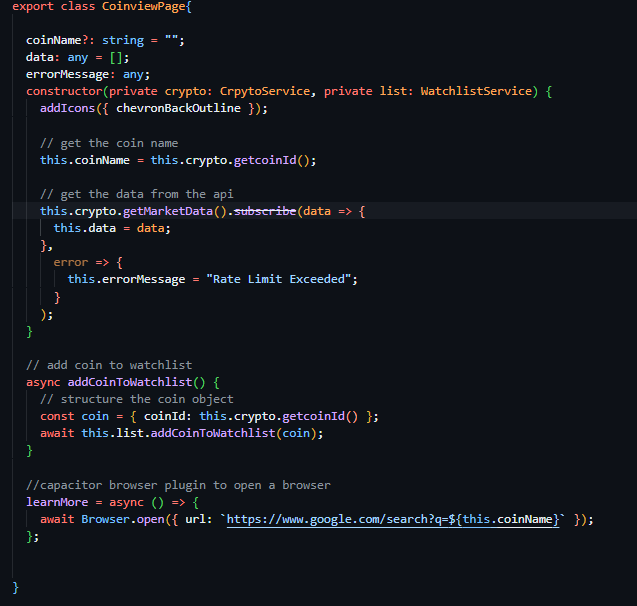 export class CoinviewPage{
coinName?: string = "";
data: any = [];
errorMessage: any;
constructor(private crypto: CrpytoService, private list: WatchlistService) {
addIcons({ chevronBackOutline });
// get the coin name
this.coinName = this.crypto.getcoinId();
// get the data from the api
this.crypto.getMarketData().subscribe(data => {
this.data = data;
},
error => {
this.errorMessage = "Rate Limit Exceeded";
}
);
}
// add coin to watchlist
async addCoinToWatchlist() {
// structure the coin object
const coin = { coinId: this.crypto.getcoinId() };
await this.list.addCoinToWatchlist(coin);
}
//capacitor browser plugin to open a browser
learnMore = async () => {
await Browser.open({ url: `https://www.google.com/search?q=${this.coinName}` });
};
}